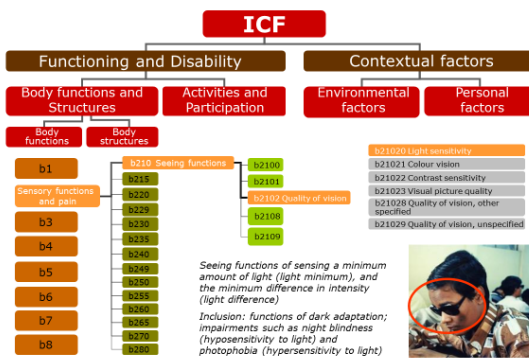 ICF
Functioning and Disability
Contextual factors
Body functions and
Structures
Activities and
Participation
Environmental
factors
Personal
factors
Body
functions
Body
structures
b1
Sensory functions
and pain
b3
b4
b5
b6
b7
b8
b210 Seeing functions
b215
b220
b229
b230
b235
b240
b249
b250
b255
b260
b265
b270
b280
b2100
b2101
b2102 Quality of vision
b2108
b2109
b21020 Light sensitivity
b21021 Colour vision
b21022 Contrast sensitivity
b21023 Visual picture quality
b21028 Quality of vision, other
specified
b21029 Quality of vision, unspecified
Seeing functions of sensing a minimum
amount of light (light minimum), and
the minimum difference in intensity
(light difference)
Inclusion: functions of dark adaptation;
impairments such as night blindness
(hyposensitivity to light) and
photophobia (hypersensitivity to light)